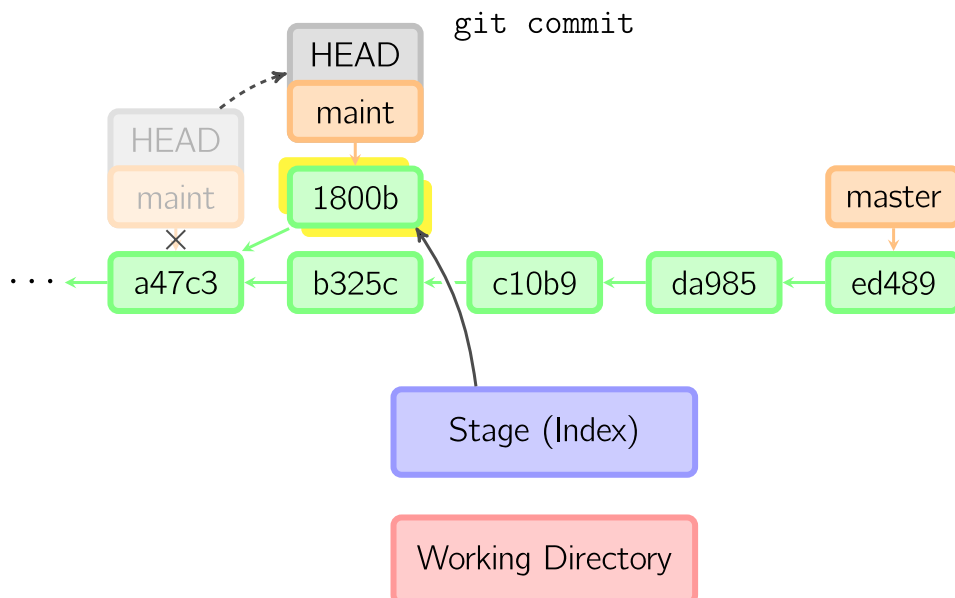 git commit
HEAD
maint
HEAD
maint
1800b
master
... a47c3 b325c c10b9 da985 ed489
Stage (Index)
Working Directory